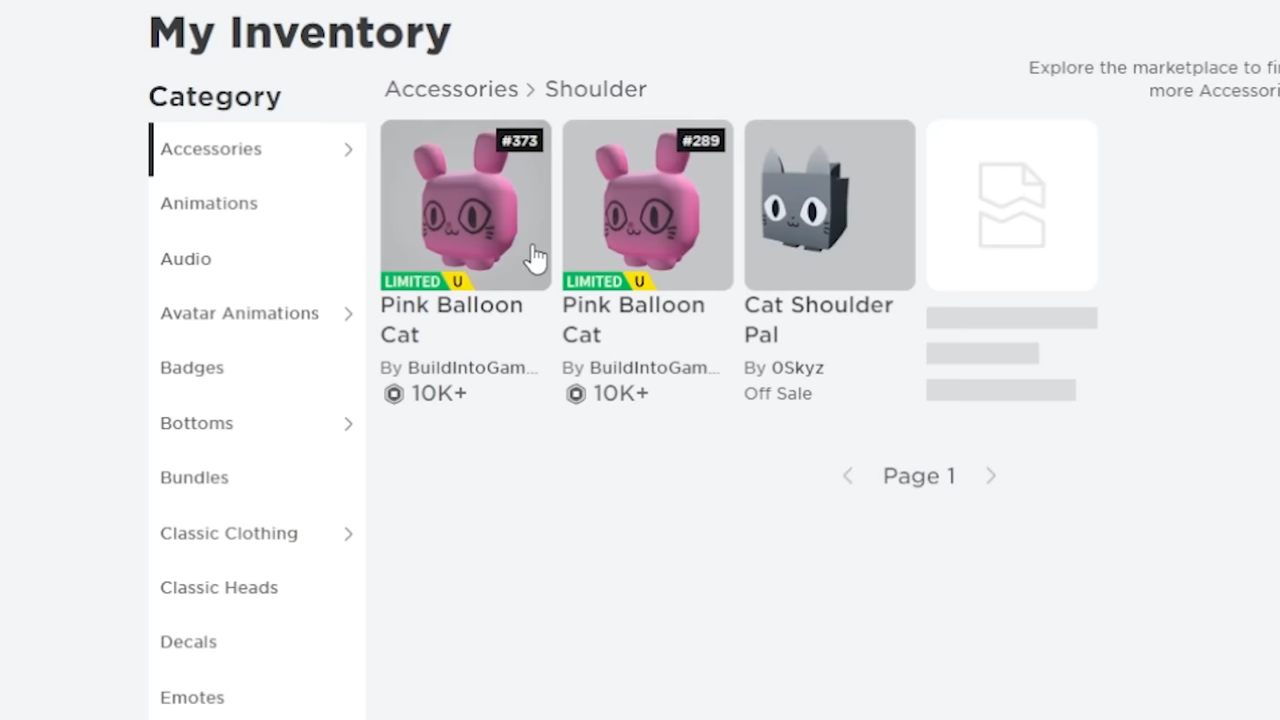 My Inventory
Explore the marketplace to
more
Category
Accessories > Shoulder
Accessories
Animations
Audio
Avatar Animations
Badges
Bottoms
Bundles
Classic Clothing
Classic Heads
Decals
Emotes
#373
LIMITED U
Pink Balloon
Cat
By BuildIntoGam...
10K+
#289
LIMITED U
Pink Balloon
Cat
By BuildIntoGam...
10K+
Cat Shoulder
Pal
By 0Skyz
Off Sale
Page 1